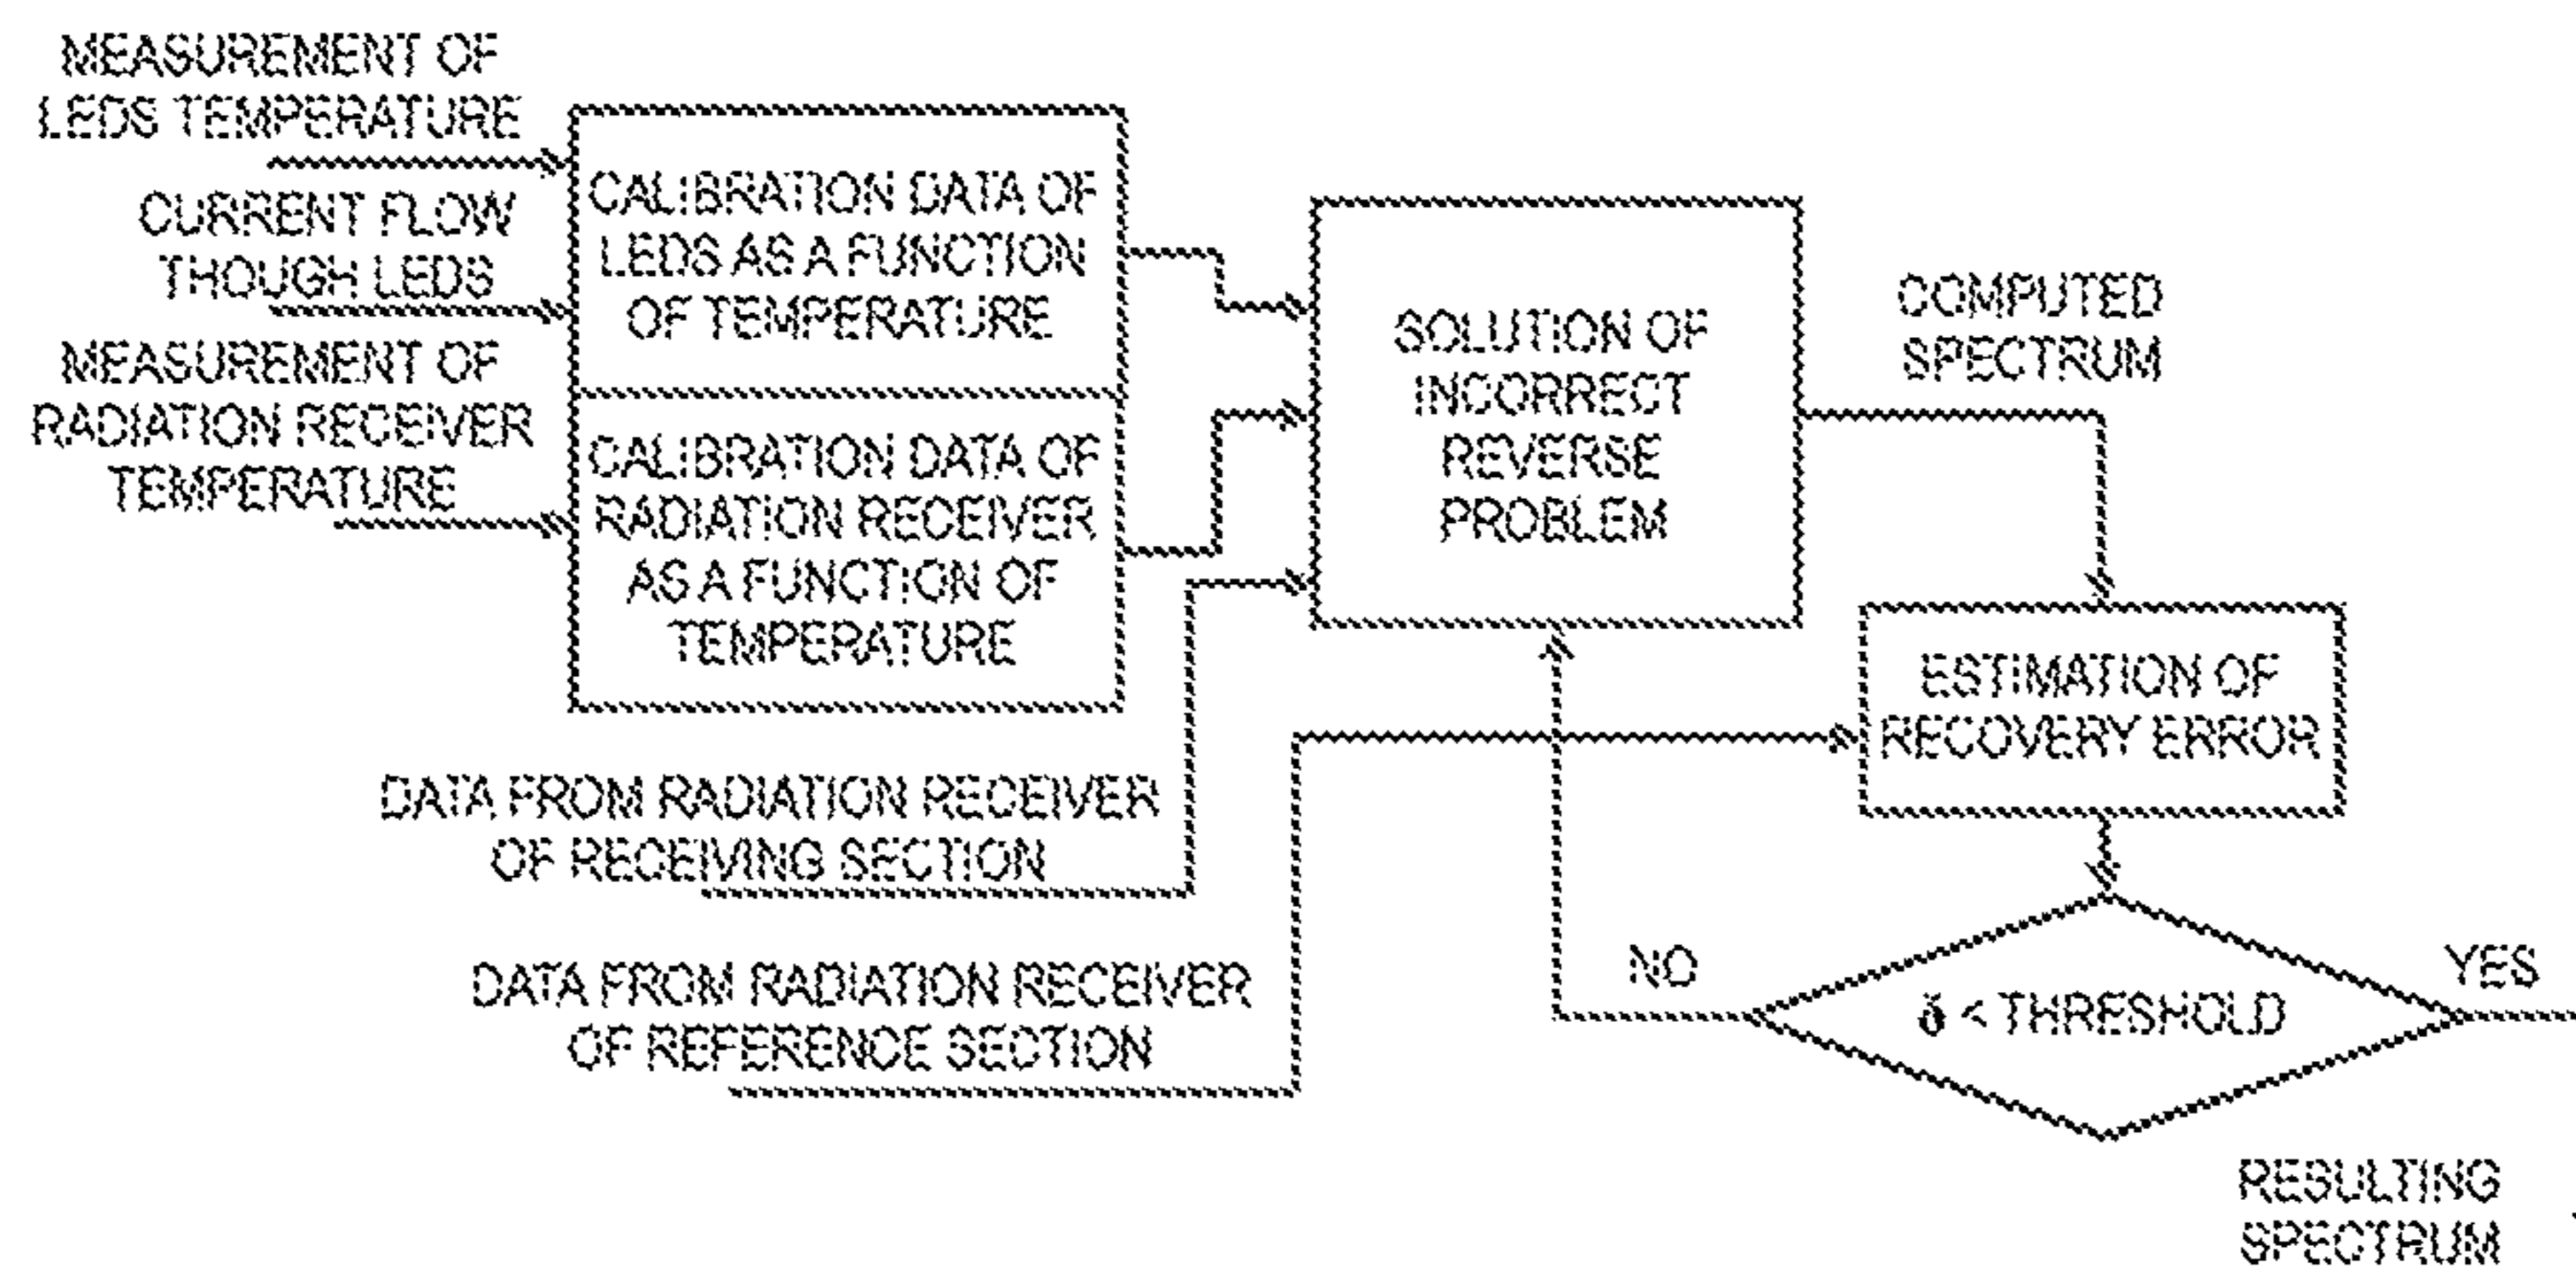 MEASUREMENT OF
LEDS TEMPERATURE
CURRENT FLOW
THOUGH LEDS
MEASUREMENT OF
RADIATION RECEIVER
TEMPERATURE
CALIBRATION DATA OF
LEDS AS A FUNCTION
OF TEMPERATURE
CALIBRATION DATA OF
RADIATION RECEIVER
AS A FUNCTION OF
TEMPERATURE
SOLUTION OF
INCORRECT
REVERSE
PROBLEM
COMPUTED
SPECTRUM
ESTIMATION OF
RECOVERY ERROR
DATA FROM RADIATION RECEIVER
OF RECEIVING SECTION
DATA FROM RADIATION RECEIVER
OF REFERENCE SECTION
NO
< THRESHOLD
YES
RESULTING
SPECTRUM